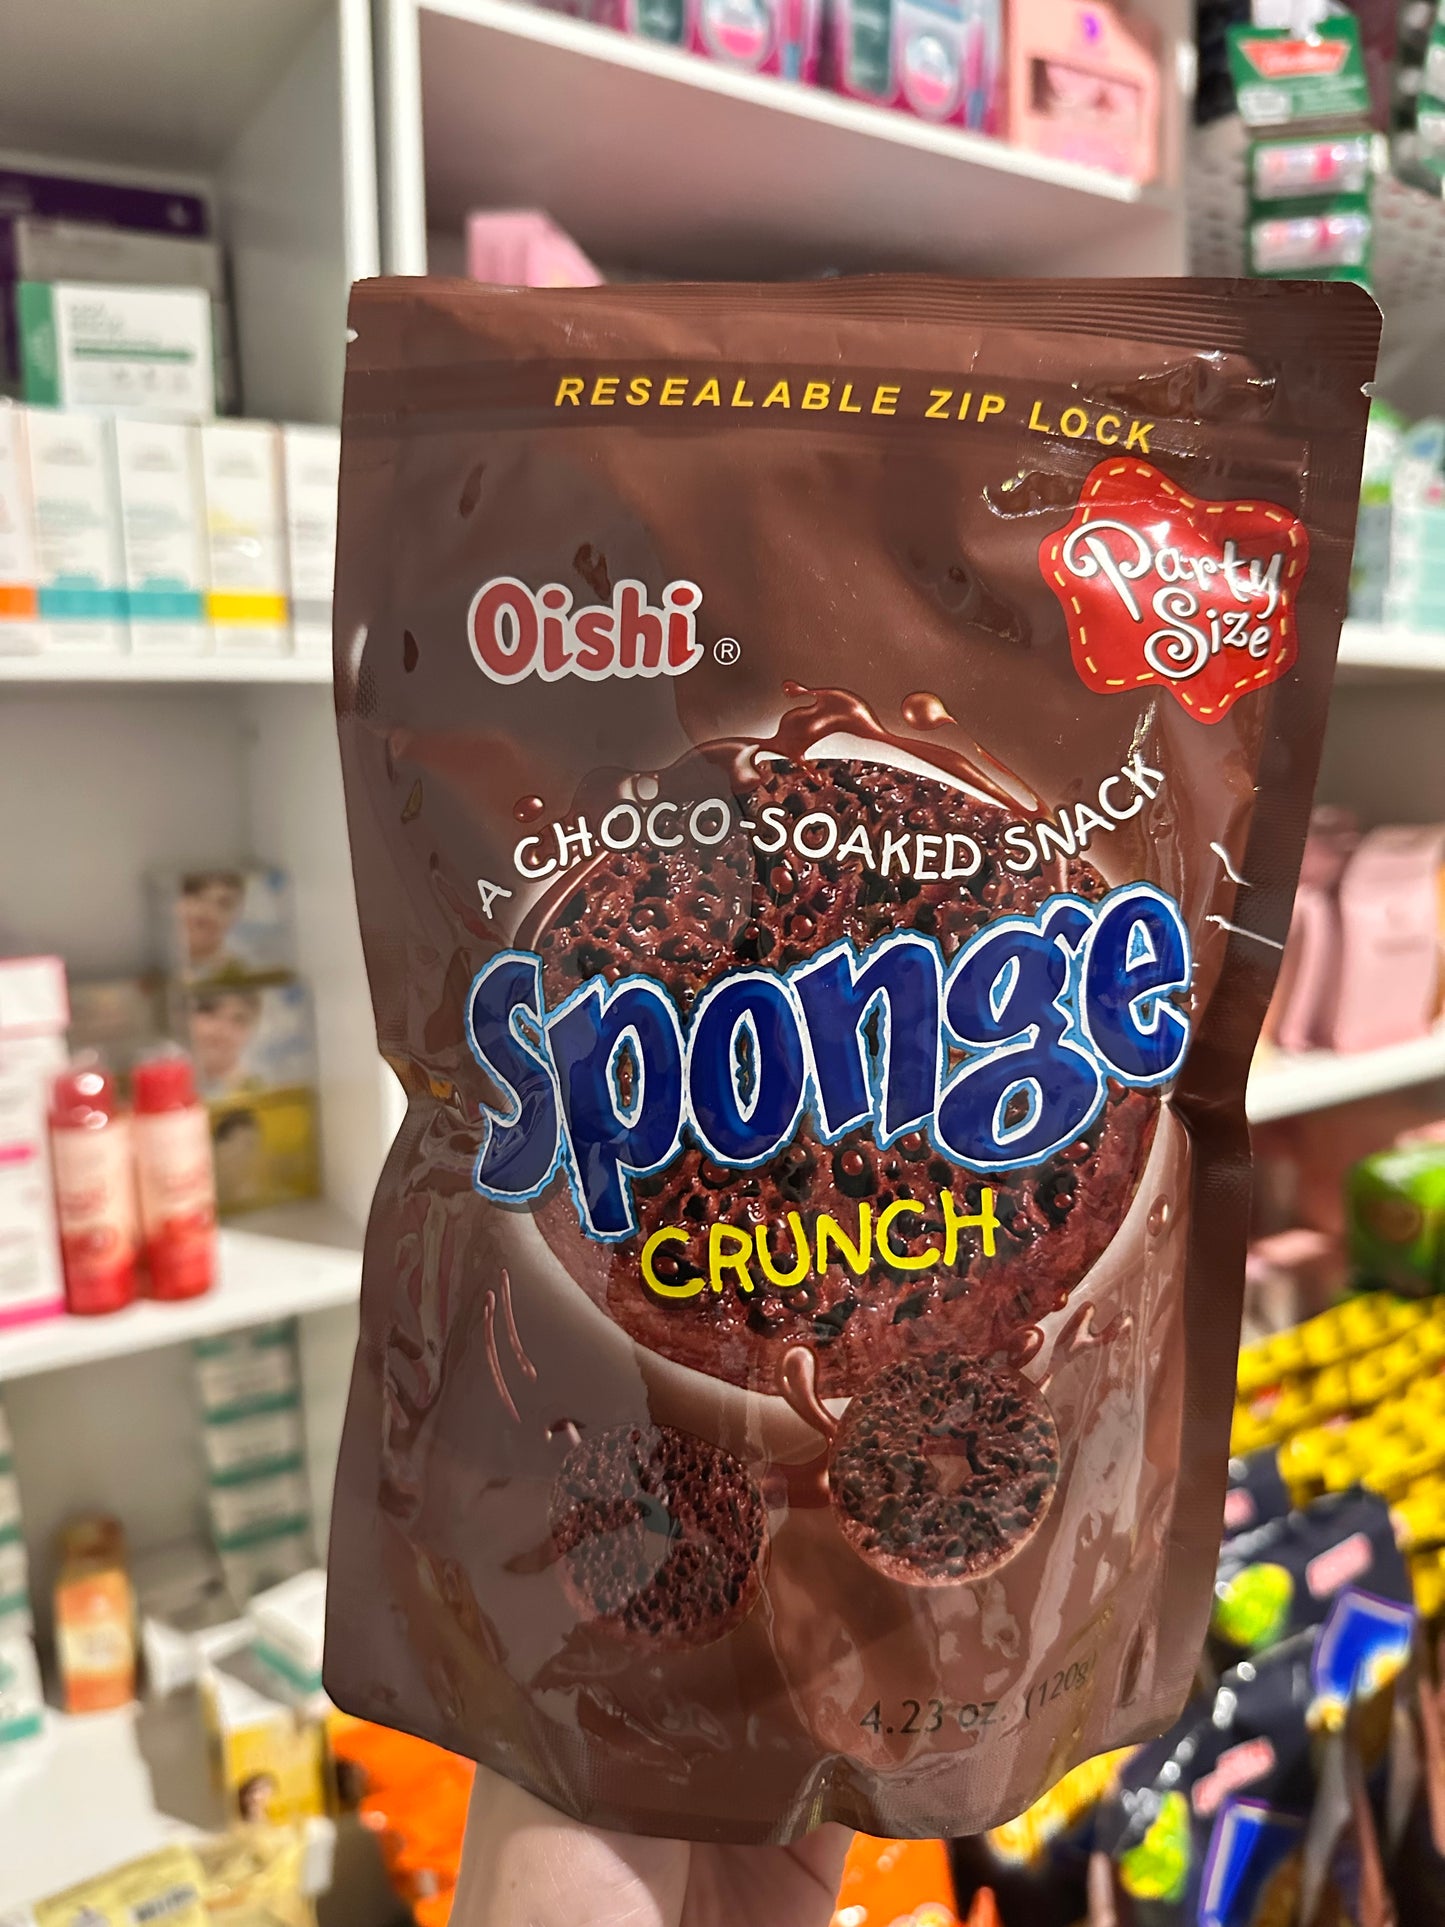 RESEALABLE ZIP LOCK
Party
Size
Oishi®
A CHOCO-SOAKED SNACK
Sponge
CRUNCH
4.23 oz. (120g)